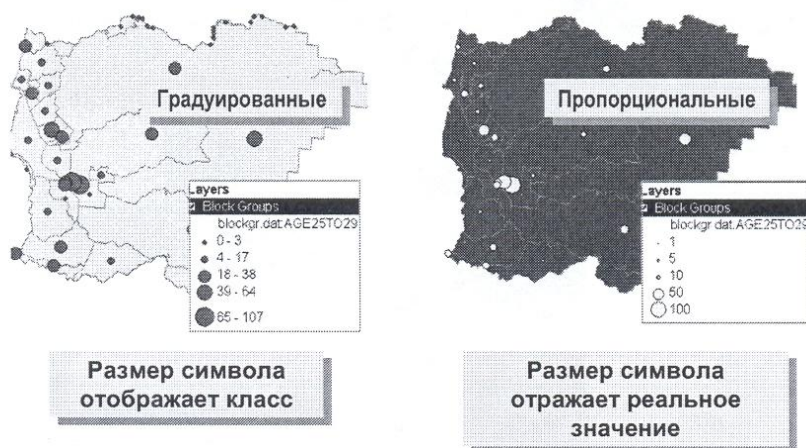 Градуированные
Layers
Block Groups
blockgr.dat.AGE25TO29
0 - 3
4 - 17
18 - 38
39 - 64
65 - 107
Размер символа
отображает класс
Пропорциональные
Layers
Block Groups
blockgr.dat.AGE25TO29
1
5
10
50
100
Размер символа
отражает реальное
значение